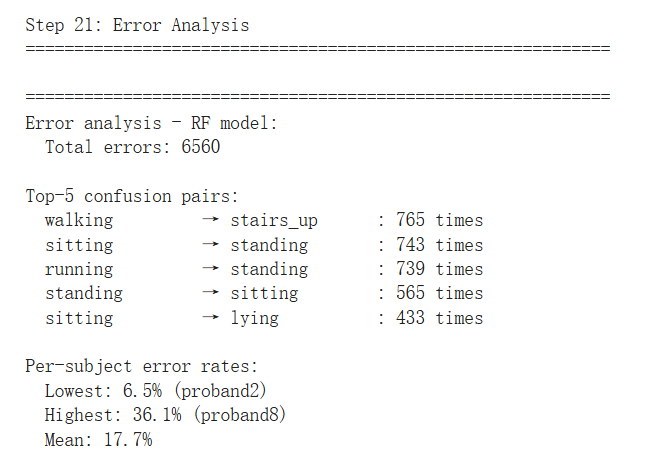 Step 21: Error Analysis
============================================================
============================================================
Error analysis - RF model:
Total errors: 6560
Top-5 confusion pairs:
walking → stairs_up : 765 times
sitting → standing : 743 times
running → standing : 739 times
standing → sitting : 565 times
sitting → lying : 433 times
Per-subject error rates:
Lowest: 6.5% (proband2)
Highest: 36.1% (proband8)
Mean: 17.7%